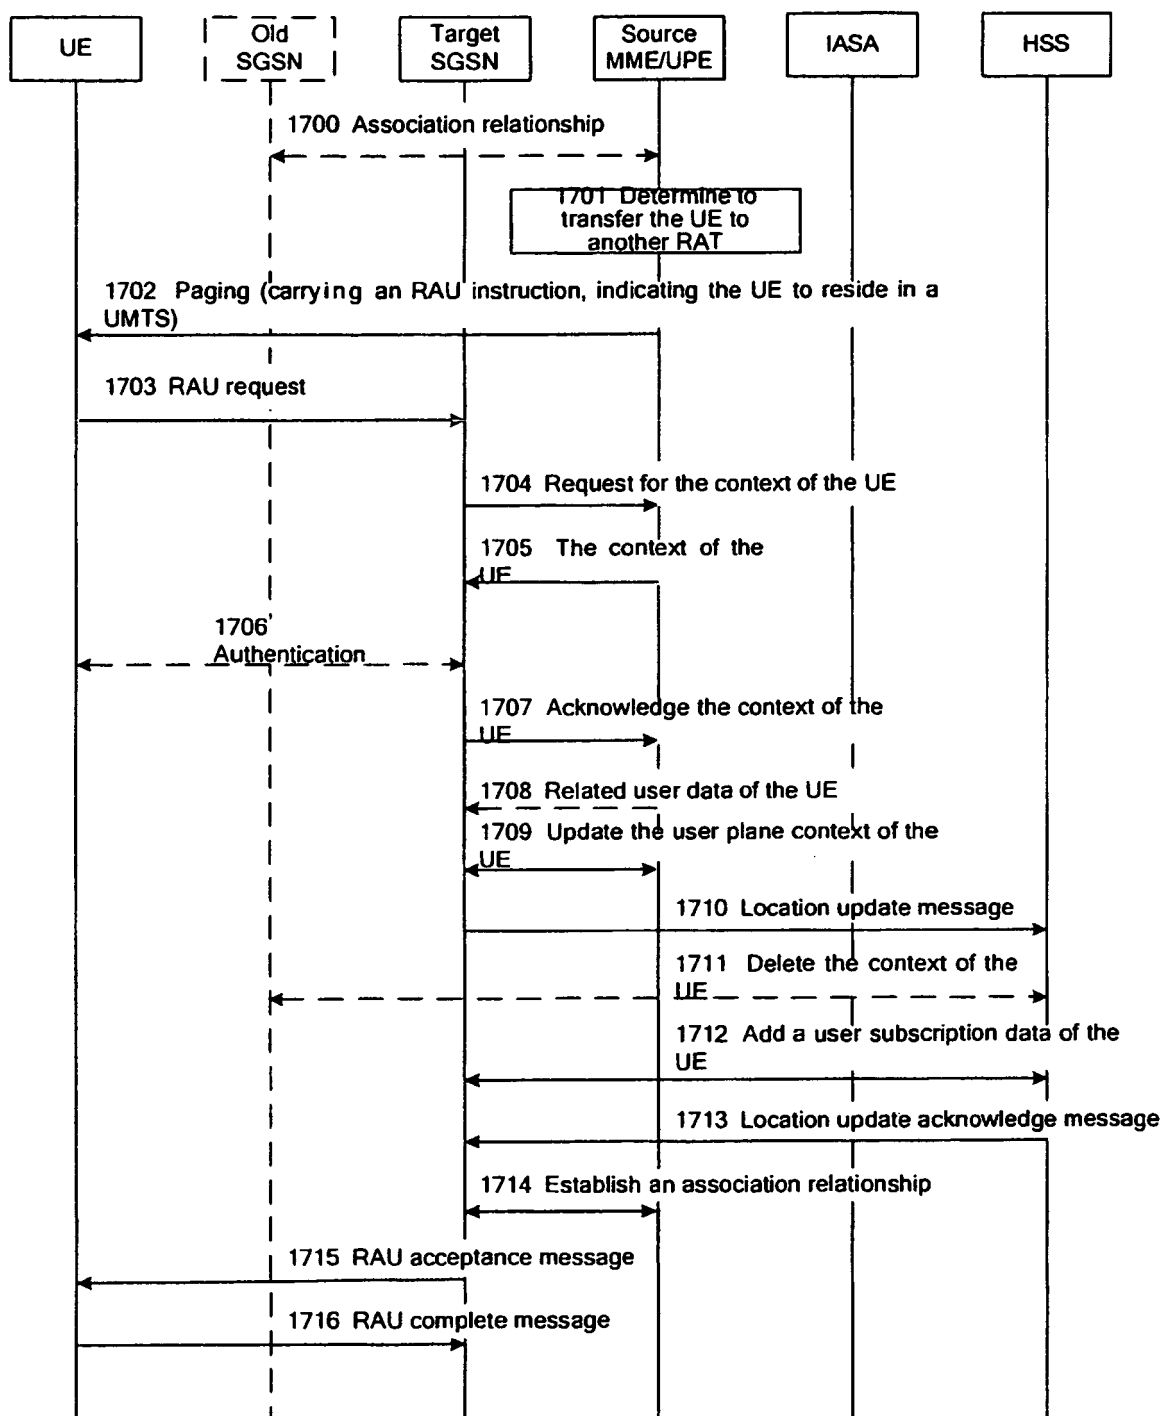 UE
Old
SGSN
Target
SGSN
Source
MME/UPE
IASA
HSS
1700 Association relationship
1701 Determine to
transfer the UE to
another RAT
1702 Paging (carrying an RAU instruction, indicating the UE to reside in a
UMTS)
1703 RAU request
1704 Request for the context of the UE
1705 The context of the
UE
1706
Authentication
1707 Acknowledge the context of the
UE
1708 Related user data of the UE
1709 Update the user plane context of the
UE
1710 Location update message
1711 Delete the context of the
UE
1712 Add a user subscription data of the
UE
1713 Location update acknowledge message
1714 Establish an association relationship
1715 RAU acceptance message
1716 RAU complete message